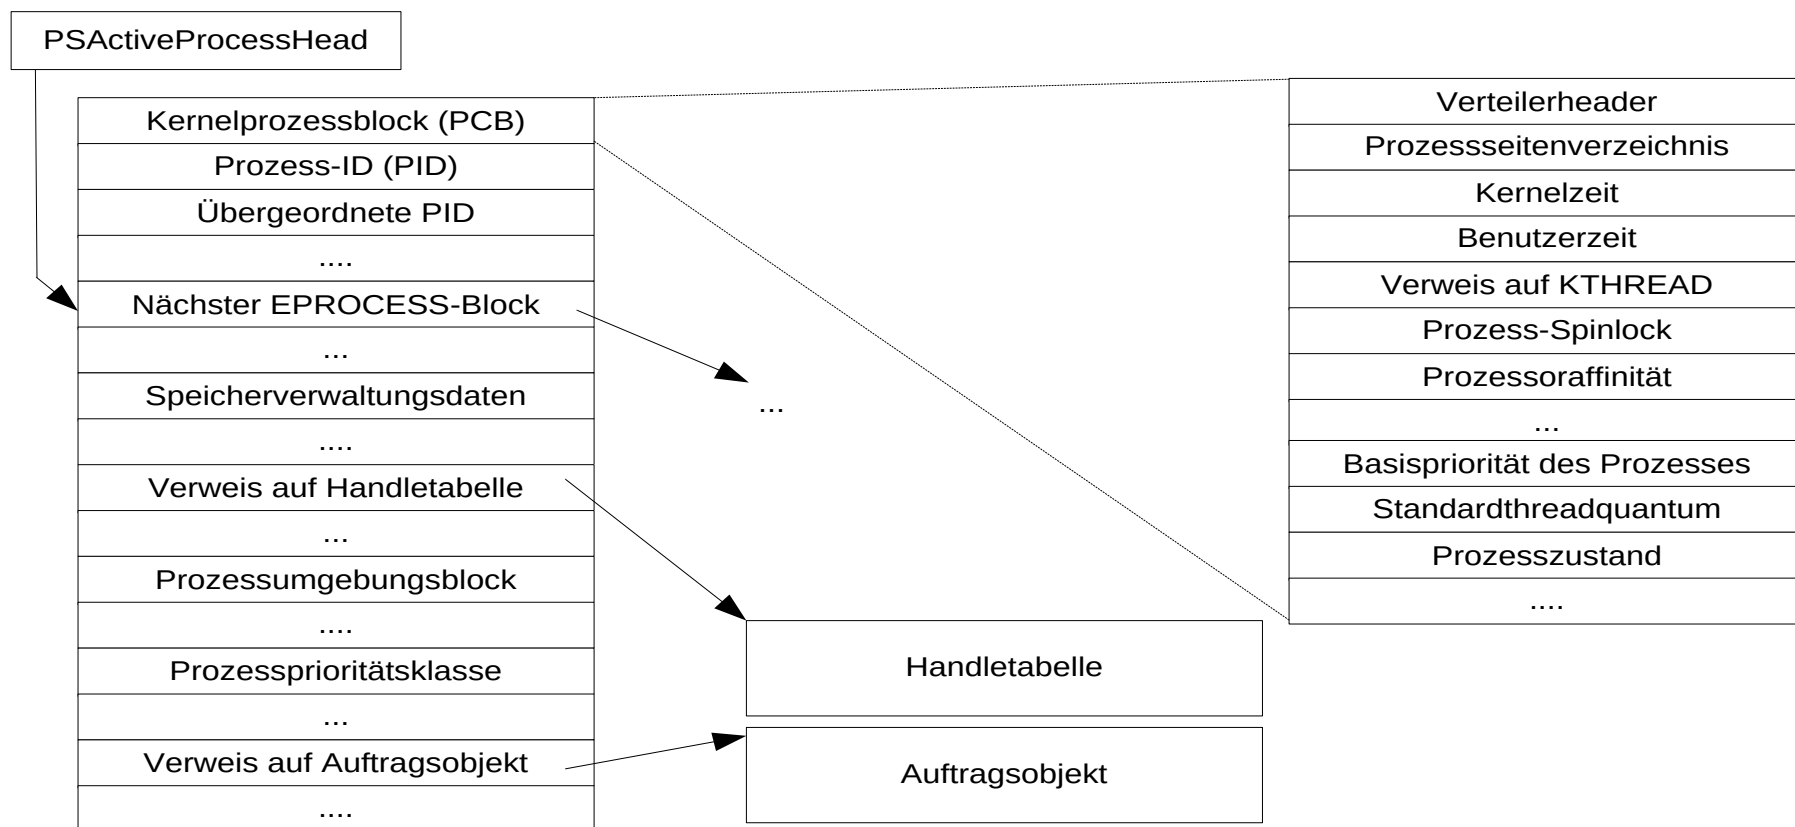 PSActiveProcessHead
Kernelprozessblock (PCB)
Prozess-ID (PID)
Übergeordnete PID
....
Nächster EPROCESS-Block
...
Speicherverwaltungsdaten
....
Verweis auf Handletabelle
...
Prozessumgebungsblock
....
Prozessprioritätsklasse
...
Verweis auf Auftragsobjekt
....
...
Handletabelle
Auftragsobjekt
Verteilerheader
Prozessseitenverzeichnis
Kernelzeit
Benutzerzeit
Verweis auf KTHREAD
Prozess-Spinlock
Prozessoraffinität
...
Basispriorität des Prozesses
Standardthreadquantum
Prozesszustand
....